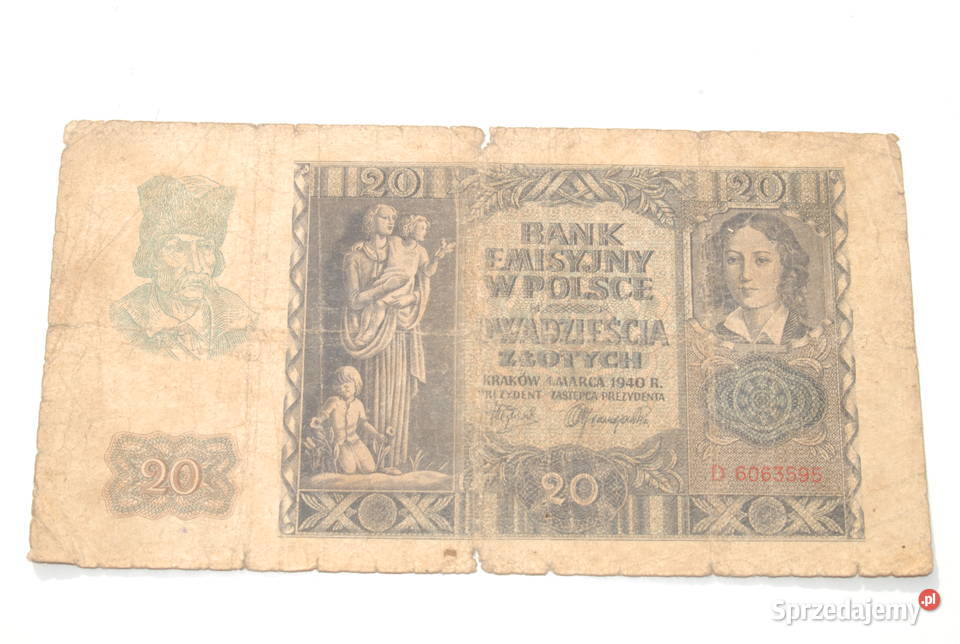 20
20
BANK
EMISYJNY
W POLSCE
DWADZIEŚCIA
ZŁOTYCH
KRAKÓW 1.MARCA 1940 R.
PREZYDENT ZASTĘPCA PREZYDENTA
20
20
D 6063595
Sprzedajemy.pl